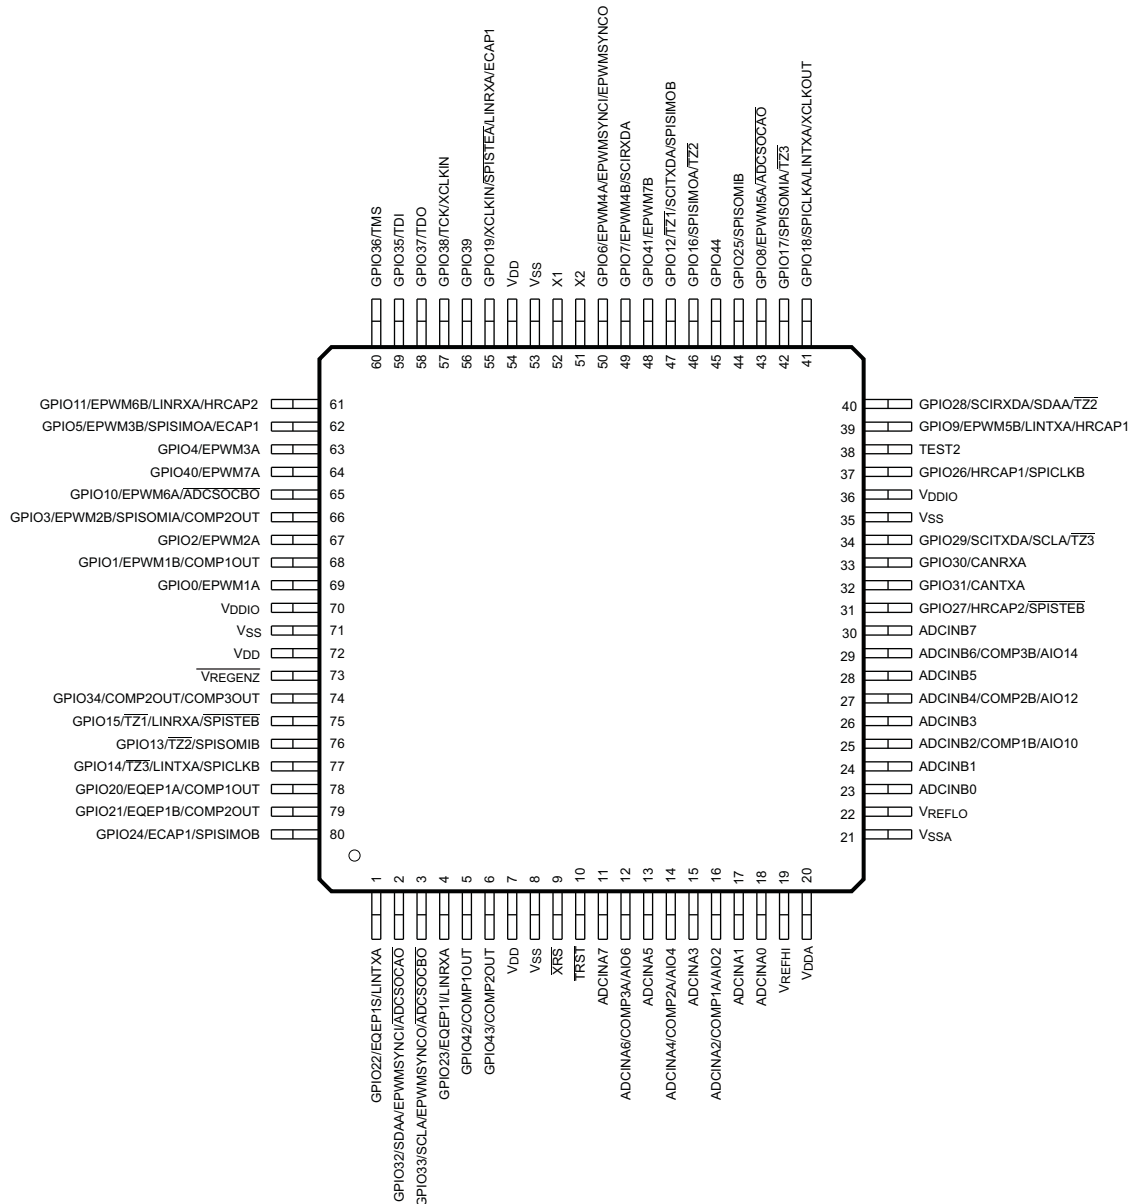 GPIO36/TMS
GPIO35/TDI
GPIO37/TDO
GPIO38/TCK/XCLKIN
GPIO39
GPIO19/XCLKIN/SPISTEA/LINRXA/ECAP1
VDD
VSS
X1
X2
GPIO6/EPWM4A/EPWMSYNCI/EPWMSYNCO
GPIO7/EPWM4B/SCIRXDA
GPIO41/EPWM7B
GPIO12/TZ1/SCITXDA/SPISIMOB
GPIO16/SPISIMOA/TZ2
GPIO44
GPIO25/SPISOMIB
GPIO8/EPWM5A/ADCSOCAO
GPIO17/SPISOMIA/TZ3
GPIO18/SPICLKA/LINTXA/XCLKOUT
60
59
58
57
56
55
54
53
52
51
50
49
48
47
46
45
44
43
42
41
GPIO11/EPWM6B/LINRXA/HRCAP2 61
GPIO5/EPWM3B/SPISIMOA/ECAP1 62
GPIO4/EPWM3A 63
GPIO40/EPWM7A 64
GPIO10/EPWM6A/ADCSOCBO 65
GPIO3/EPWM2B/SPISOMIA/COMP2OUT 66
GPIO2/EPWM2A 67
GPIO1/EPWM1B/COMP1OUT 68
GPIO0/EPWM1A 69
VDDIO 70
VSS 71
VDD 72
VREGENZ 73
GPIO34/COMP2OUT/COMP3OUT 74
GPIO15/TZ1/LINRXA/SPISTEB 75
GPIO13/TZ2/SPISOMIB 76
GPIO14/TZ3/LINTXA/SPICLKB 77
GPIO20/EQEP1A/COMP1OUT 78
GPIO21/EQEP1B/COMP2OUT 79
GPIO24/ECAP1/SPISIMOB 80
40 GPIO28/SCIRXDA/SDAA/TZ2
39 GPIO9/EPWM5B/LINTXA/HRCAP1
38 TEST2
37 GPIO26/HRCAP1/SPICLKB
36 VDDIO
35 VSS
34 GPIO29/SCITXDA/SCLA/TZ3
33 GPIO30/CANRXA
32 GPIO31/CANTXA
31 GPIO27/HRCAP2/SPISTEB
30 ADCINB7
29 ADCINB6/COMP3B/AIO14
28 ADCINB5
27 ADCINB4/COMP2B/AIO12
26 ADCINB3
25 ADCINB2/COMP1B/AIO10
24 ADCINB1
23 ADCINB0
22 VREFLO
21 VSSA
1
2
3
4
5
6
7
8
9
10
11
12
13
14
15
16
17
18
19
20
GPIO22/EQEP1S/LINTXA
GPIO32/SDAA/EPWMSYNCI/ADCSOCAO
GPIO33/SCLA/EPWMSYNCO/ADCSOCBO
GPIO23/EQEP1I/LINRXA
GPIO42/COMP1OUT
GPIO43/COMP2OUT
VDD
VSS
XRS
TRST
ADCINA7
ADCINA6/COMP3A/AIO6
ADCINA5
ADCINA4/COMP2A/AIO4
ADCINA3
ADCINA2/COMP1A/AIO2
ADCINA1
ADCINA0
VREFHI
VDDA